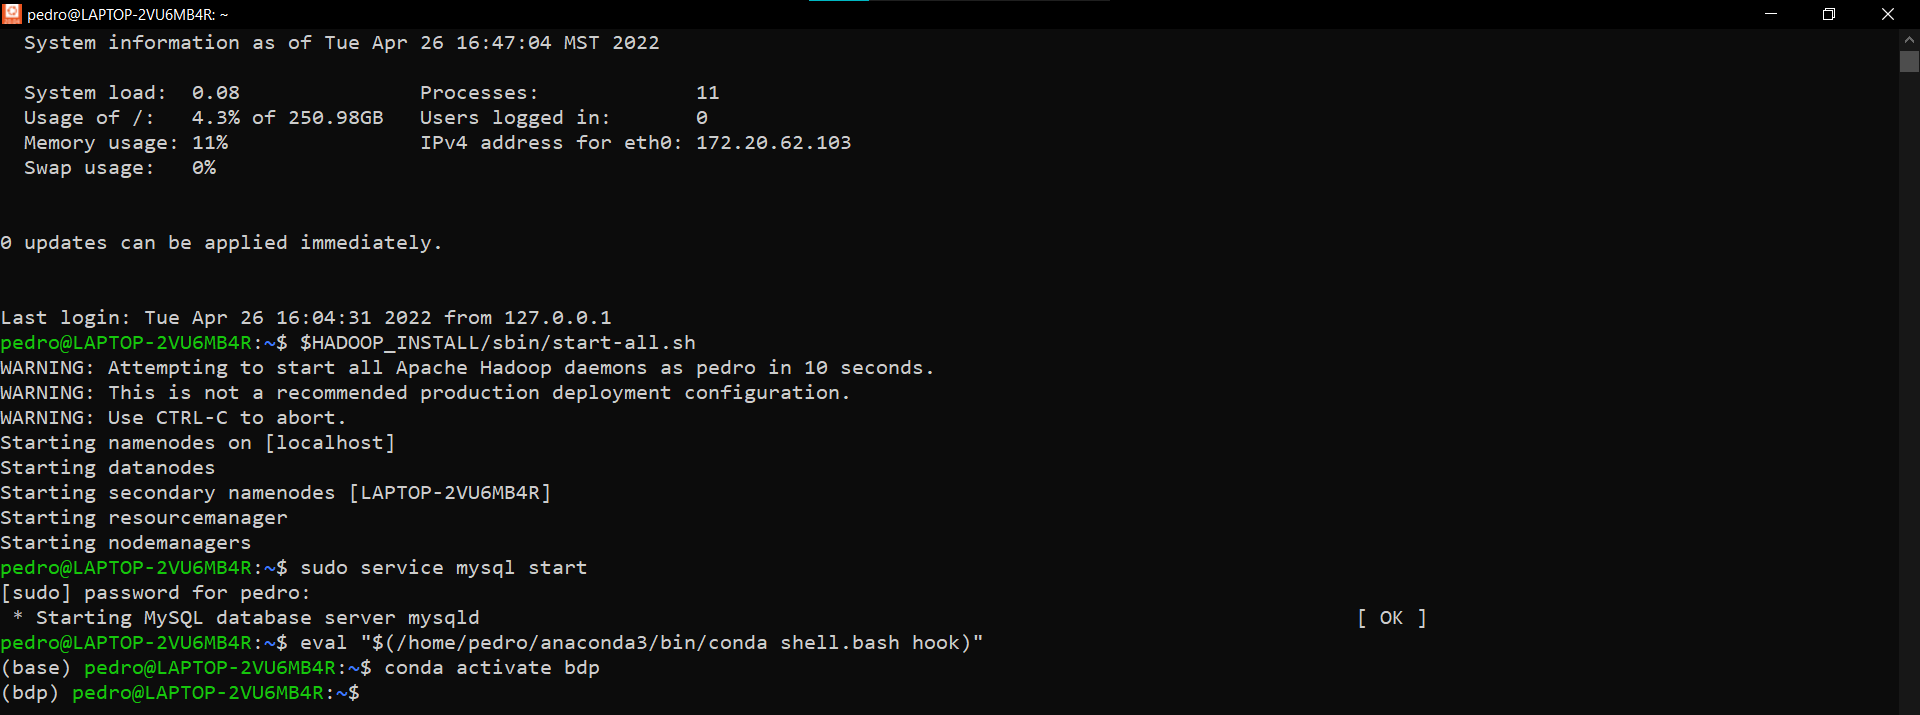 pedro@LAPTOP-2VU6MB4R: ~
System information as of Tue Apr 26 16:47:04 MST 2022
System load:  0.08               Processes:             11
Usage of /:   4.3% of 250.98GB   Users logged in:       0
Memory usage: 11%                IPv4 address for eth0: 172.20.62.103
Swap usage:   0%
0 updates can be applied immediately.
Last login: Tue Apr 26 16:04:31 2022 from 127.0.0.1
pedro@LAPTOP-2VU6MB4R:~$ $HADOOP_INSTALL/sbin/start-all.sh
WARNING: Attempting to start all Apache Hadoop daemons as pedro in 10 seconds.
WARNING: This is not a recommended production deployment configuration.
WARNING: Use CTRL-C to abort.
Starting namenodes on [localhost]
Starting datanodes
Starting secondary namenodes [LAPTOP-2VU6MB4R]
Starting resourcemanager
Starting nodemanagers
pedro@LAPTOP-2VU6MB4R:~$ sudo service mysql start
[sudo] password for pedro:
 * Starting MySQL database server mysqld                                                                         [ OK ]
pedro@LAPTOP-2VU6MB4R:~$ eval "$(/home/pedro/anaconda3/bin/conda shell.bash hook)"
(base) pedro@LAPTOP-2VU6MB4R:~$ conda activate bdp
(bdp) pedro@LAPTOP-2VU6MB4R:~$